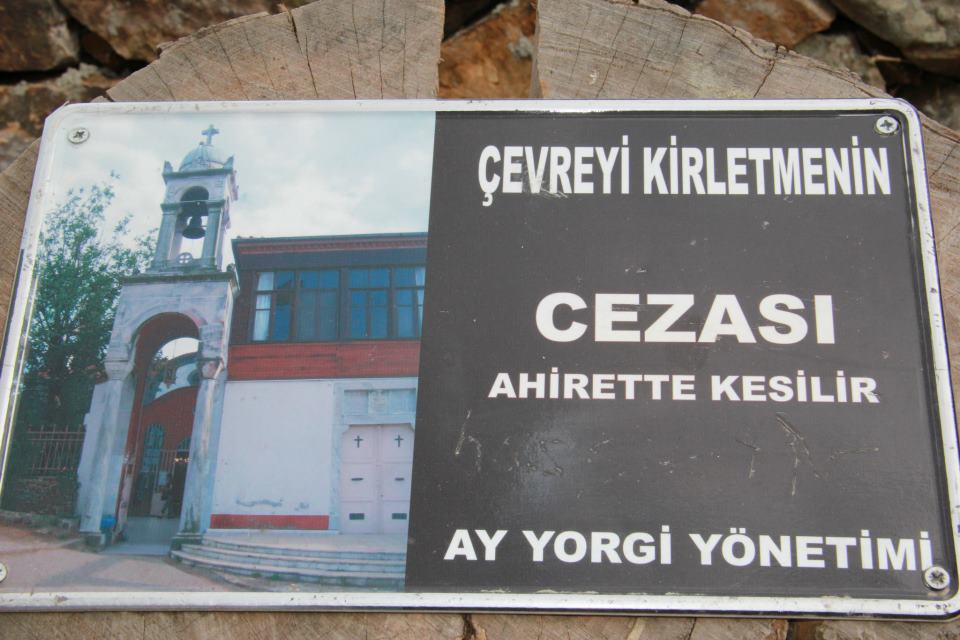 ÇEVREYİ KİRLETMENİN
CEZASI
AHİRETTE KESİLİR
AY YORGİ YÖNETİMİ